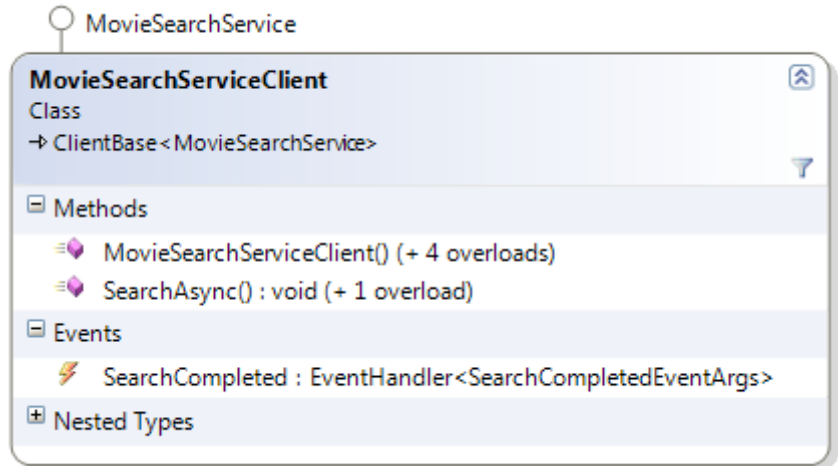 MovieSearchService
MovieSearchServiceClient
Class
ClientBase<MovieSearchService>
Methods
MovieSearchServiceClient() (+ 4 overloads)
SearchAsync() : void (+ 1 overload)
Events
SearchCompleted : EventHandler<SearchCompletedEventArgs>
Nested Types